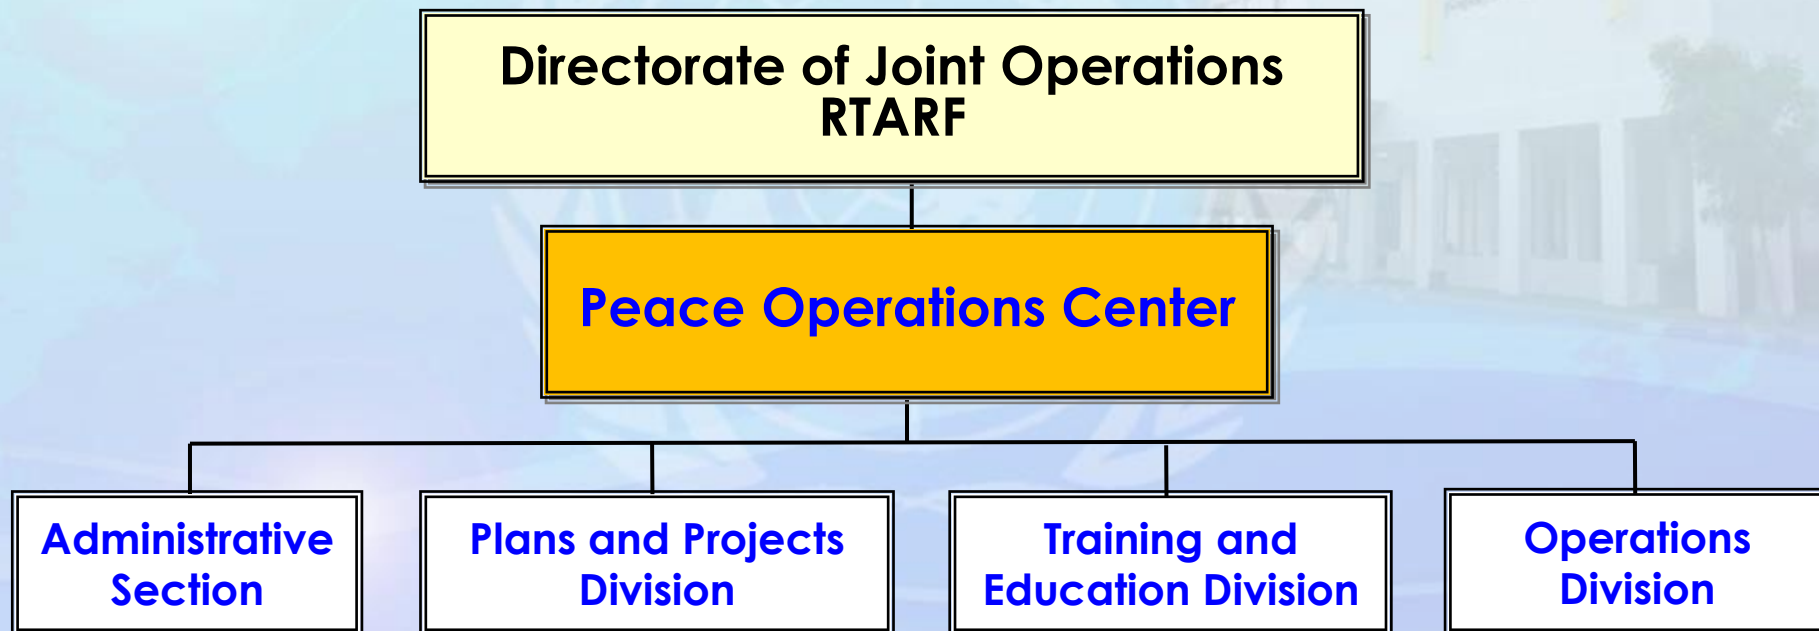 Directorate of Joint Operations
RTARF
Peace Operations Center
Administrative
Section
Plans and Projects
Division
Training and
Education Division
Operations
Division